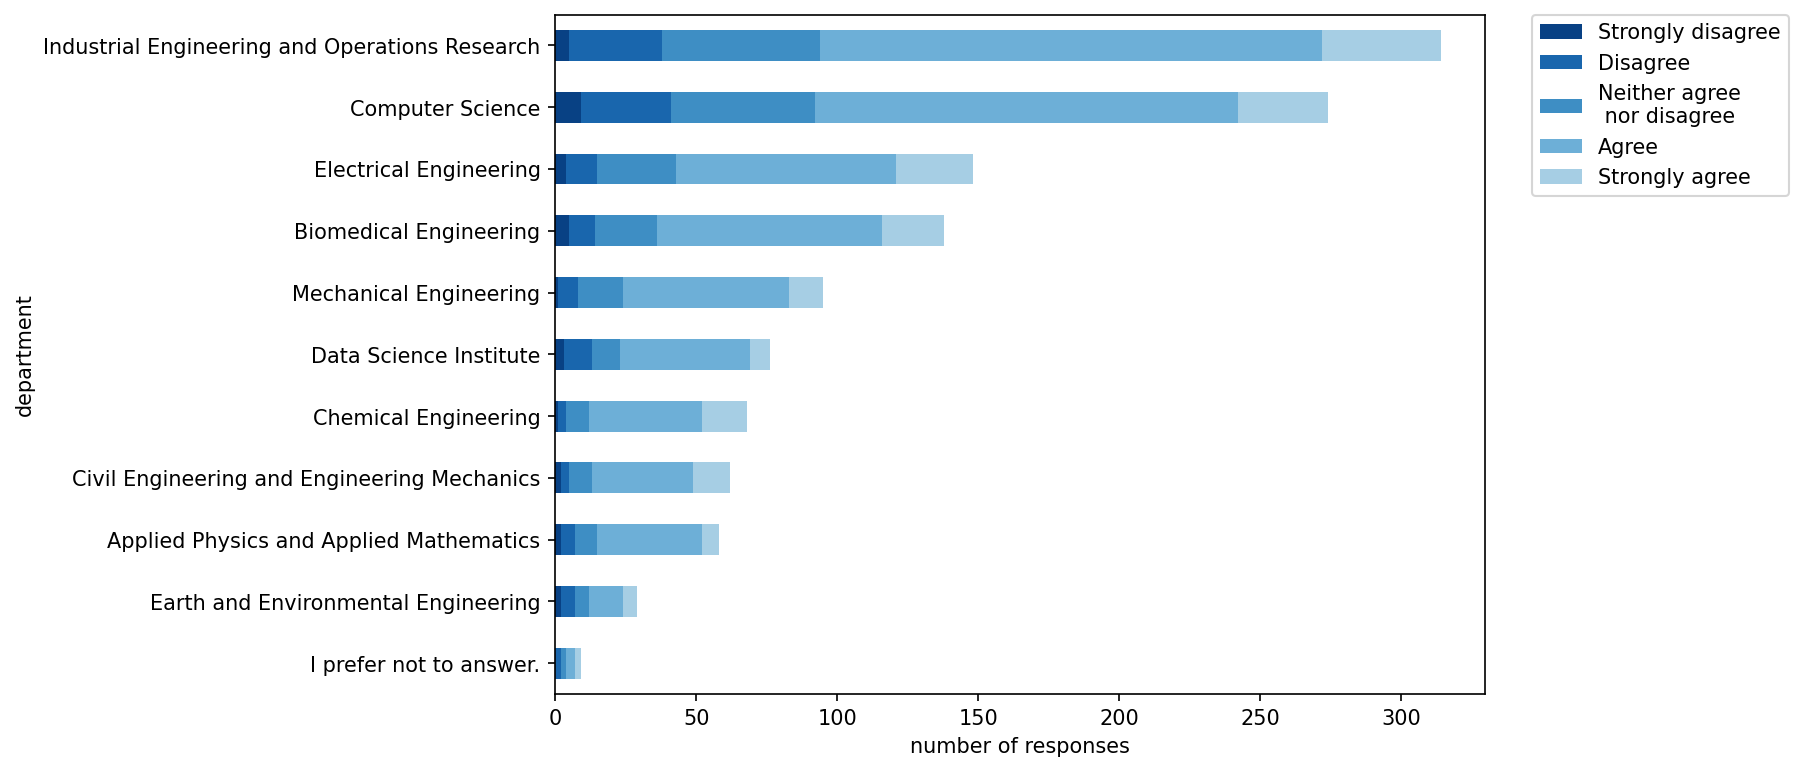 Industrial Engineering and Operations Research
Computer Science
Electrical Engineering
Biomedical Engineering
Mechanical Engineering
Data Science Institute
Chemical Engineering
Civil Engineering and Engineering Mechanics
Applied Physics and Applied Mathematics
Earth and Environmental Engineering
I prefer not to answer.
department
0 50 100 150 200 250 300
number of responses
Strongly disagree
Disagree
Neither agree
nor disagree
Agree
Strongly agree